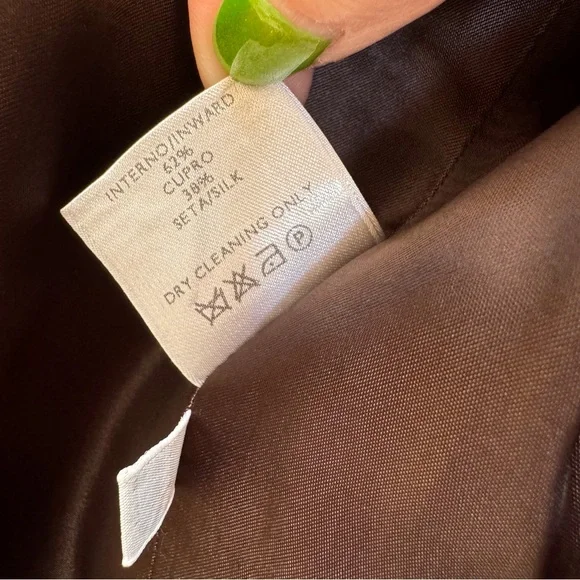 INTERNO/INWARD
62%
CUPRO
38%
SETA/SILK
DRY CLEANING ONLY
P